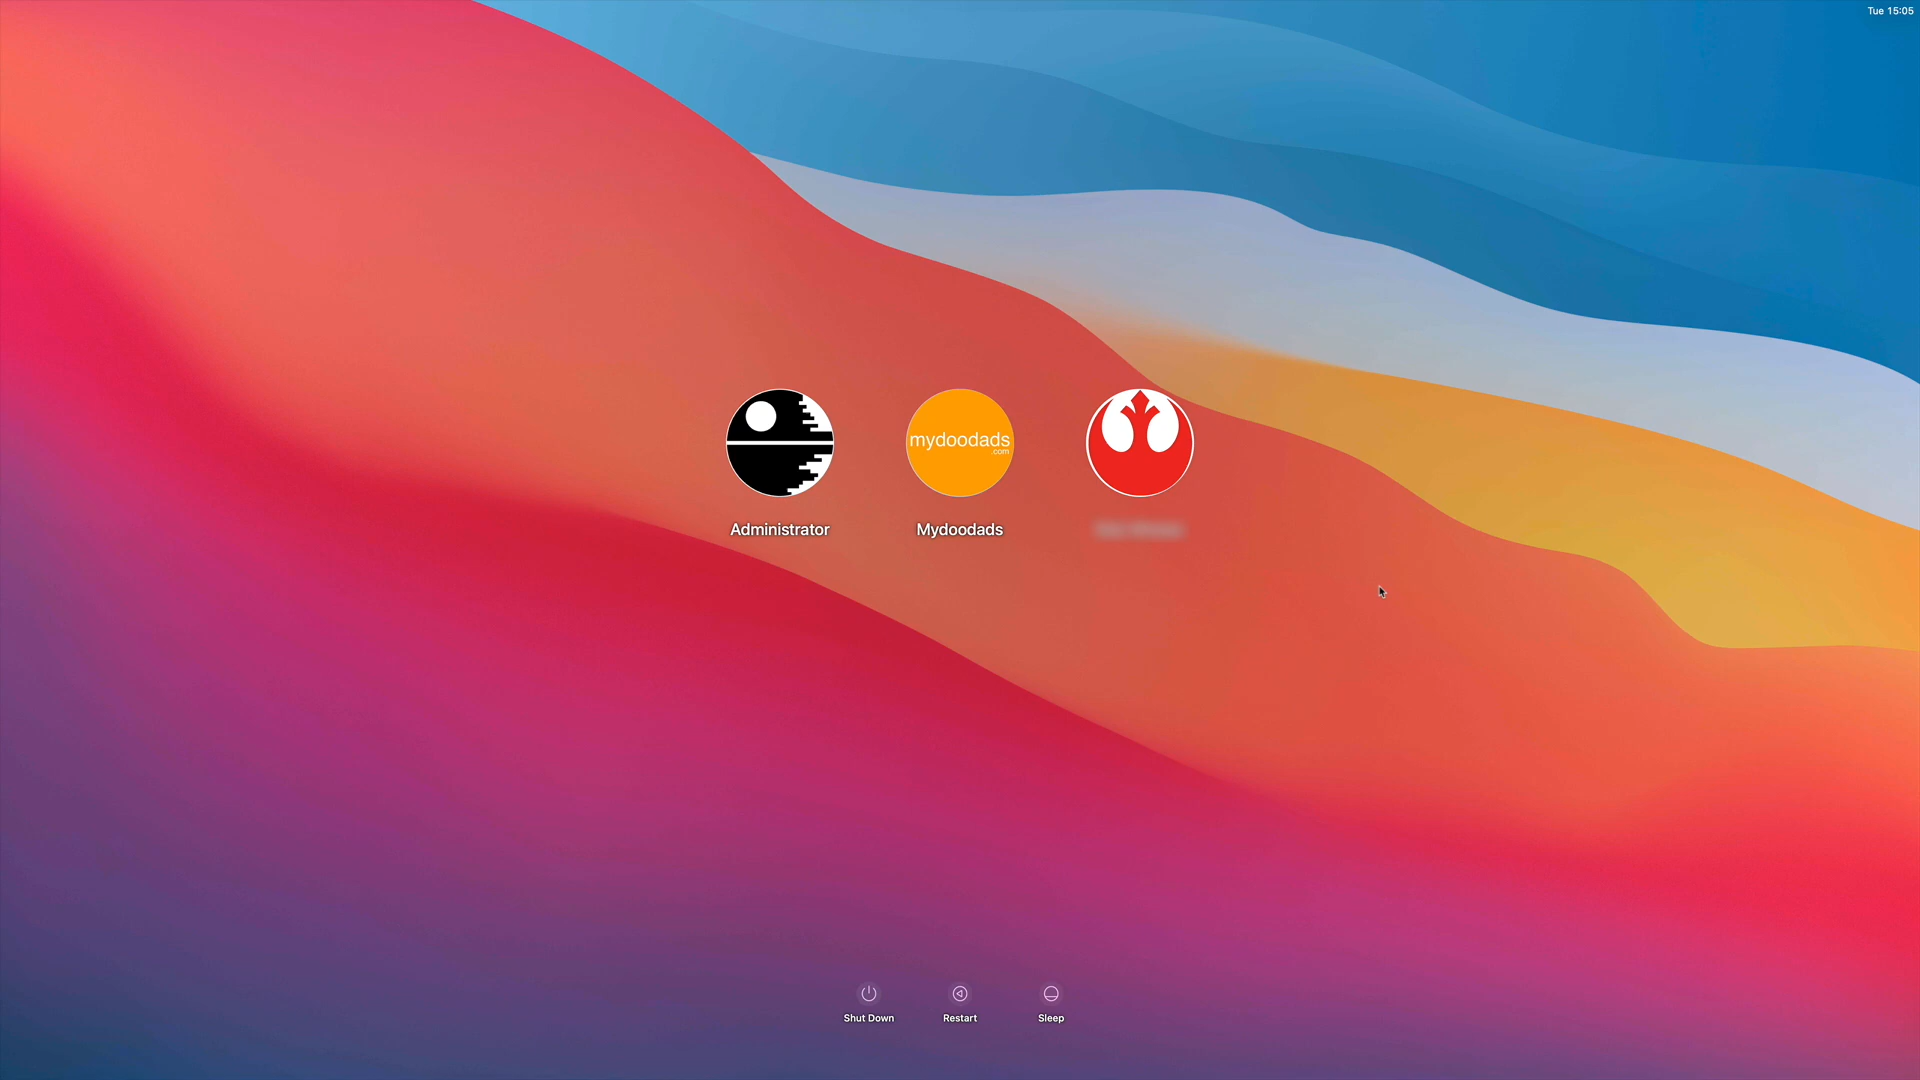 Tue 15:05
mydoodads
.com
Administrator
Mydoodads
Shut Down
Restart
Sleep